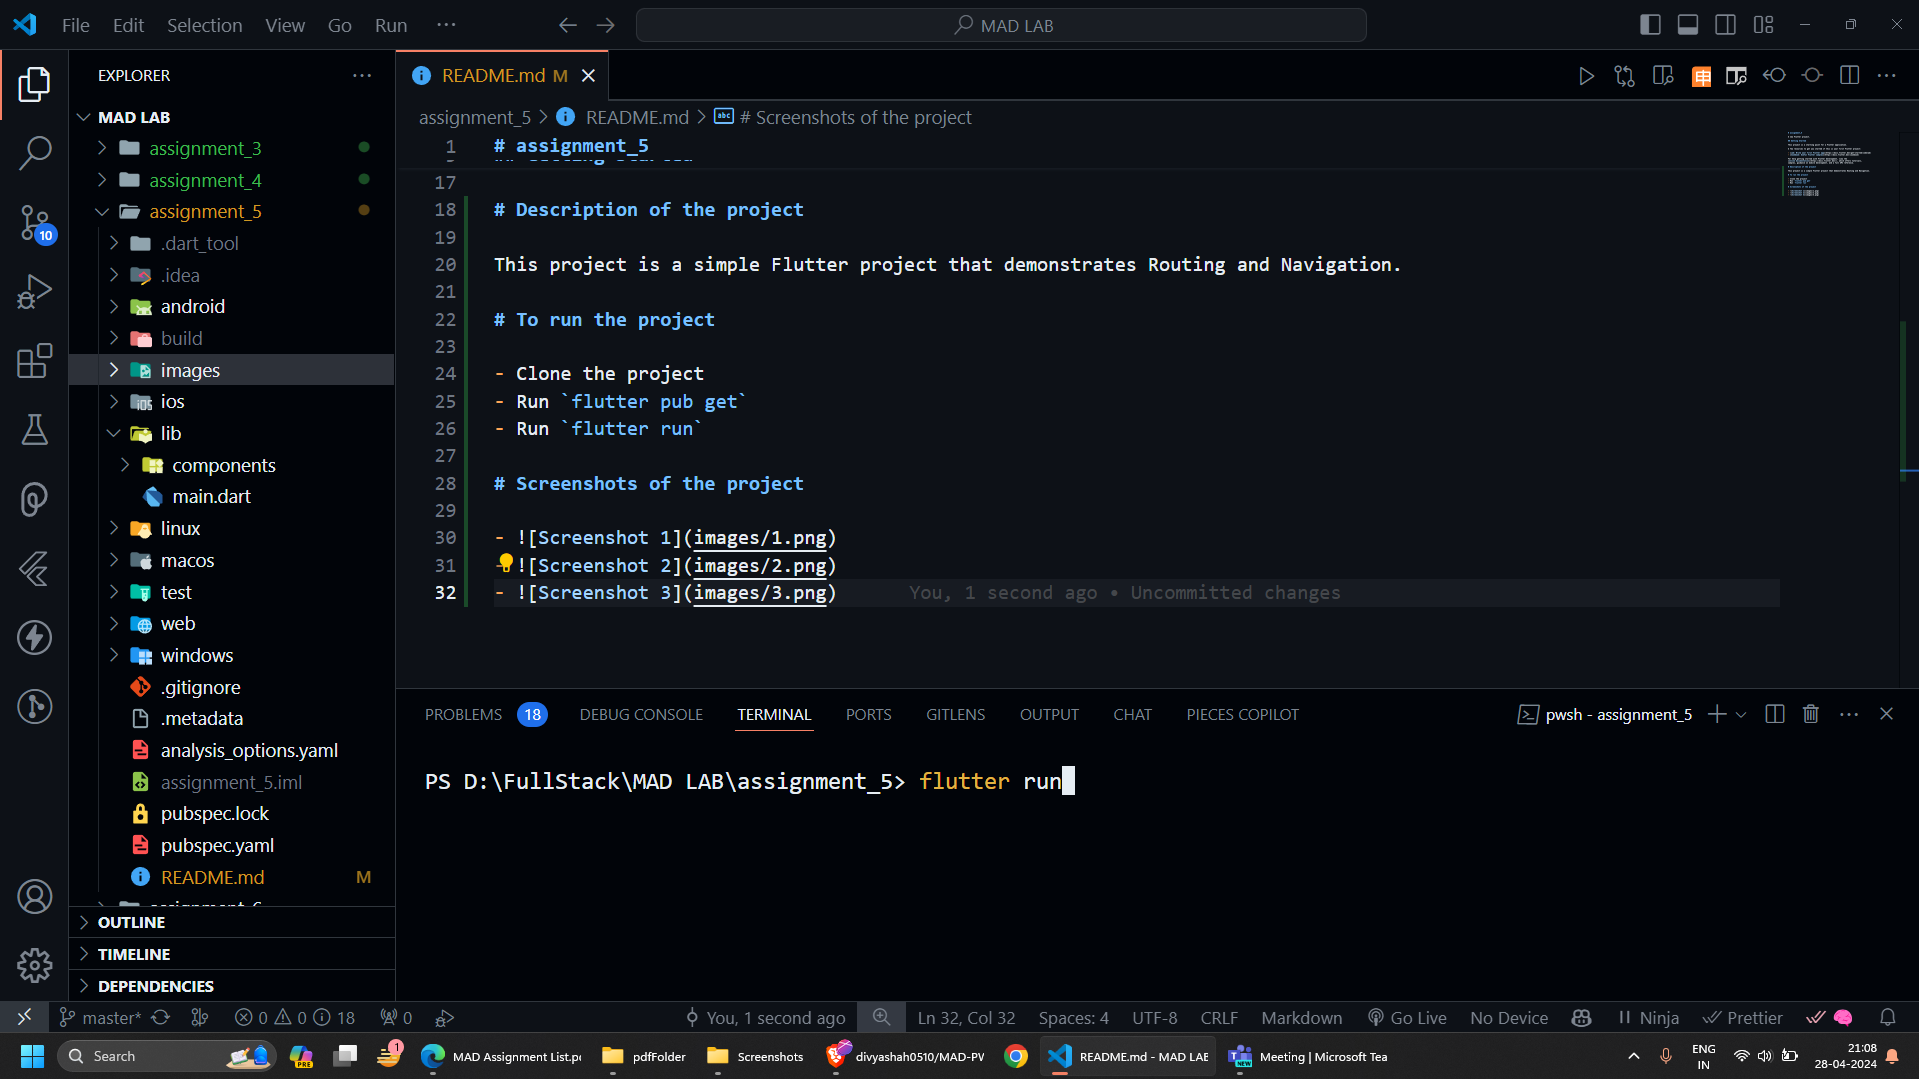 File Edit Selection View Go Run ··· MAD LAB
EXPLORER ···
MAD LAB
assignment_3
assignment_4
assignment_5
.dart_tool
.idea
android
build
images
ios
lib
components
main.dart
linux
macos
test
web
windows
.gitignore
.metadata
analysis_options.yaml
assignment_5.iml
pubspec.lock
pubspec.yaml
README.md M
OUTLINE
TIMELINE
DEPENDENCIES
10
README.md M
assignment_5 > README.md > # Screenshots of the project
1 # assignment_5
17
18 # Description of the project
19
20 This project is a simple Flutter project that demonstrates Routing and Navigation.
21
22 # To run the project
23
24 - Clone the project
25 - Run `flutter pub get`
26 - Run `flutter run`
27
28 # Screenshots of the project
29
30 - ![Screenshot 1](images/1.png)
31 ![Screenshot 2](images/2.png)
32 - ![Screenshot 3](images/3.png) You, 1 second ago • Uncommitted changes
PROBLEMS 18 DEBUG CONSOLE TERMINAL PORTS GITLENS OUTPUT CHAT PIECES COPILOT pwsh - assignment_5
PS D:\FullStack\MAD LAB\assignment_5> flutter run
master* 0 0 18 0 You, 1 second ago Ln 32, Col 32 Spaces: 4 UTF-8 CRLF Markdown Go Live No Device Ninja Prettier
Search PRE 1 MAD Assignment List.pc pdfFolder Screenshots divyashah0510/MAD-PV README.md - MAD LAB NEW Meeting | Microsoft Tea ENG IN 21:08 28-04-2024